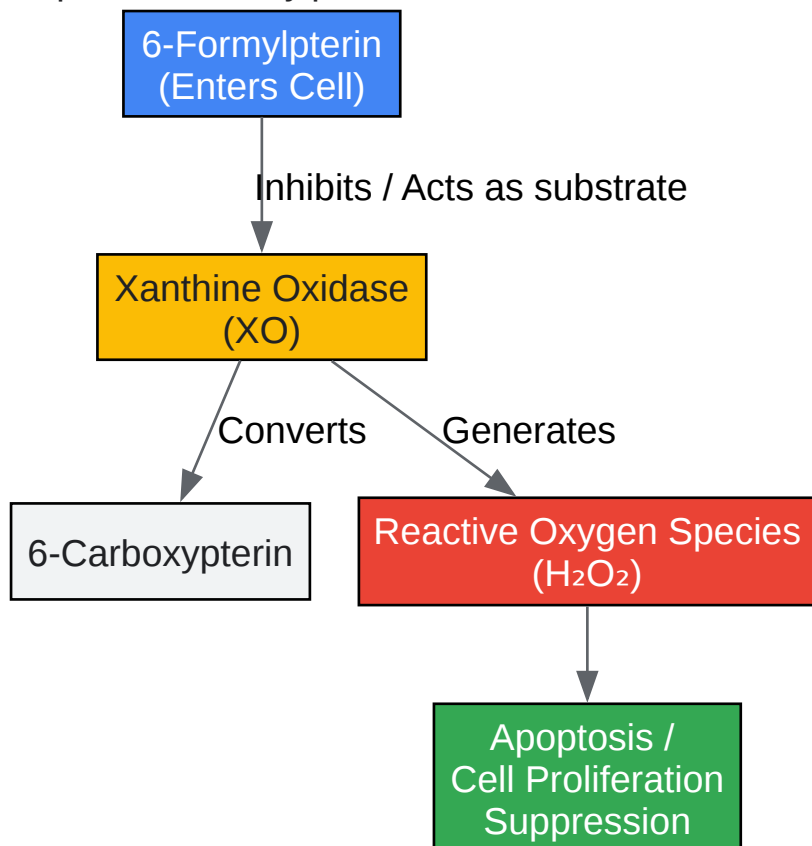 6-Formylpterin
(Enters Cell)
Inhibits / Acts as substrate
Xanthine Oxidase
(XO)
Converts
Generates
6-Carboxypterin
Reactive Oxygen Species
(H₂O₂)
Apoptosis /
Cell Proliferation
Suppression